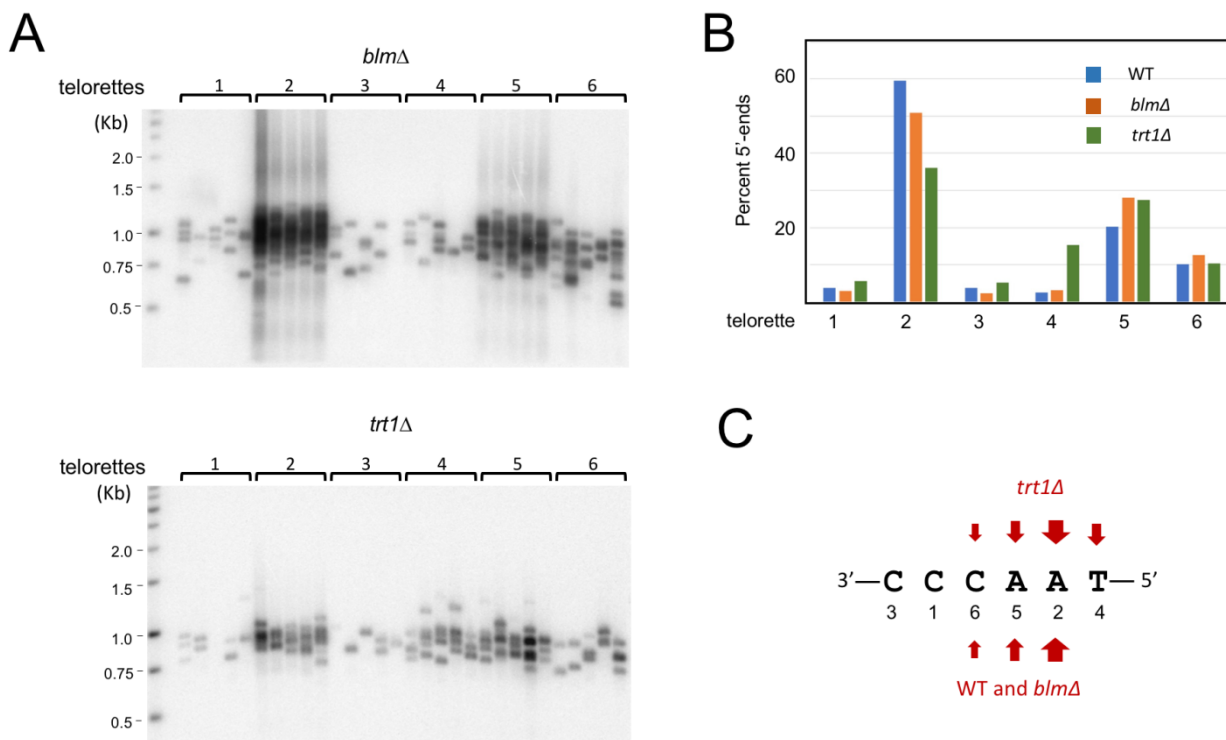 A
blmΔ
telorettes 1 2 3 4 5 6
(Kb)
2.0
1.5
1.0
0.75
0.5
trt1Δ
telorettes 1 2 3 4 5 6
(Kb)
2.0
1.5
1.0
0.75
0.5
B
Percent 5′-ends
60
40
20
WT
blmΔ
trt1Δ
telorette 1 2 3 4 5 6
C
trt1Δ
3′—C C C A A T—5′
3 1 6 5 2 4
WT and blmΔ